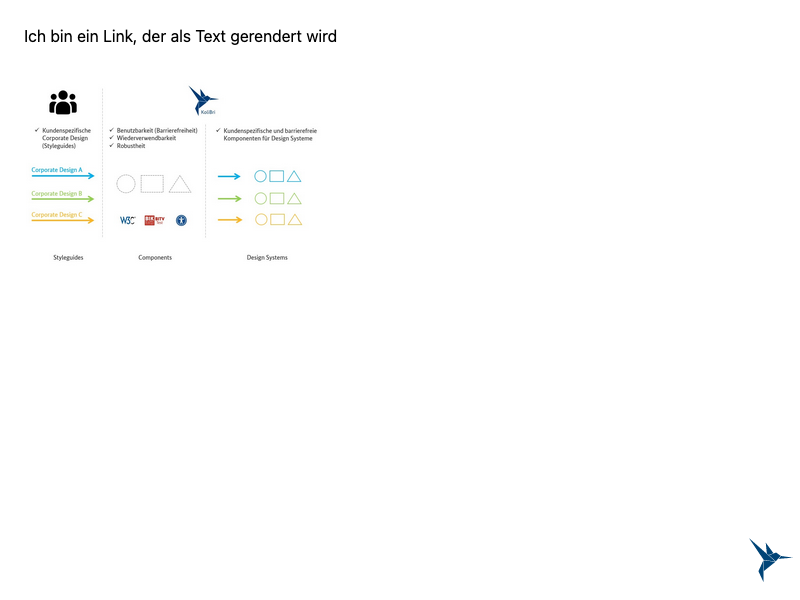 Ich bin ein Link, der als Text gerendert wird
KoliBri
✓ Kundenspezifische
Corporate Design
(Styleguides)
✓ Benutzbarkeit (Barrierefreiheit)
✓ Wiederverwendbarkeit
✓ Robustheit
✓ Kundenspezifische und barrierefreie
Komponenten für Design Systeme
Corporate Design A
Corporate Design B
Corporate Design C
W3C
BIK BITV
Test
Styleguides
Components
Design Systems